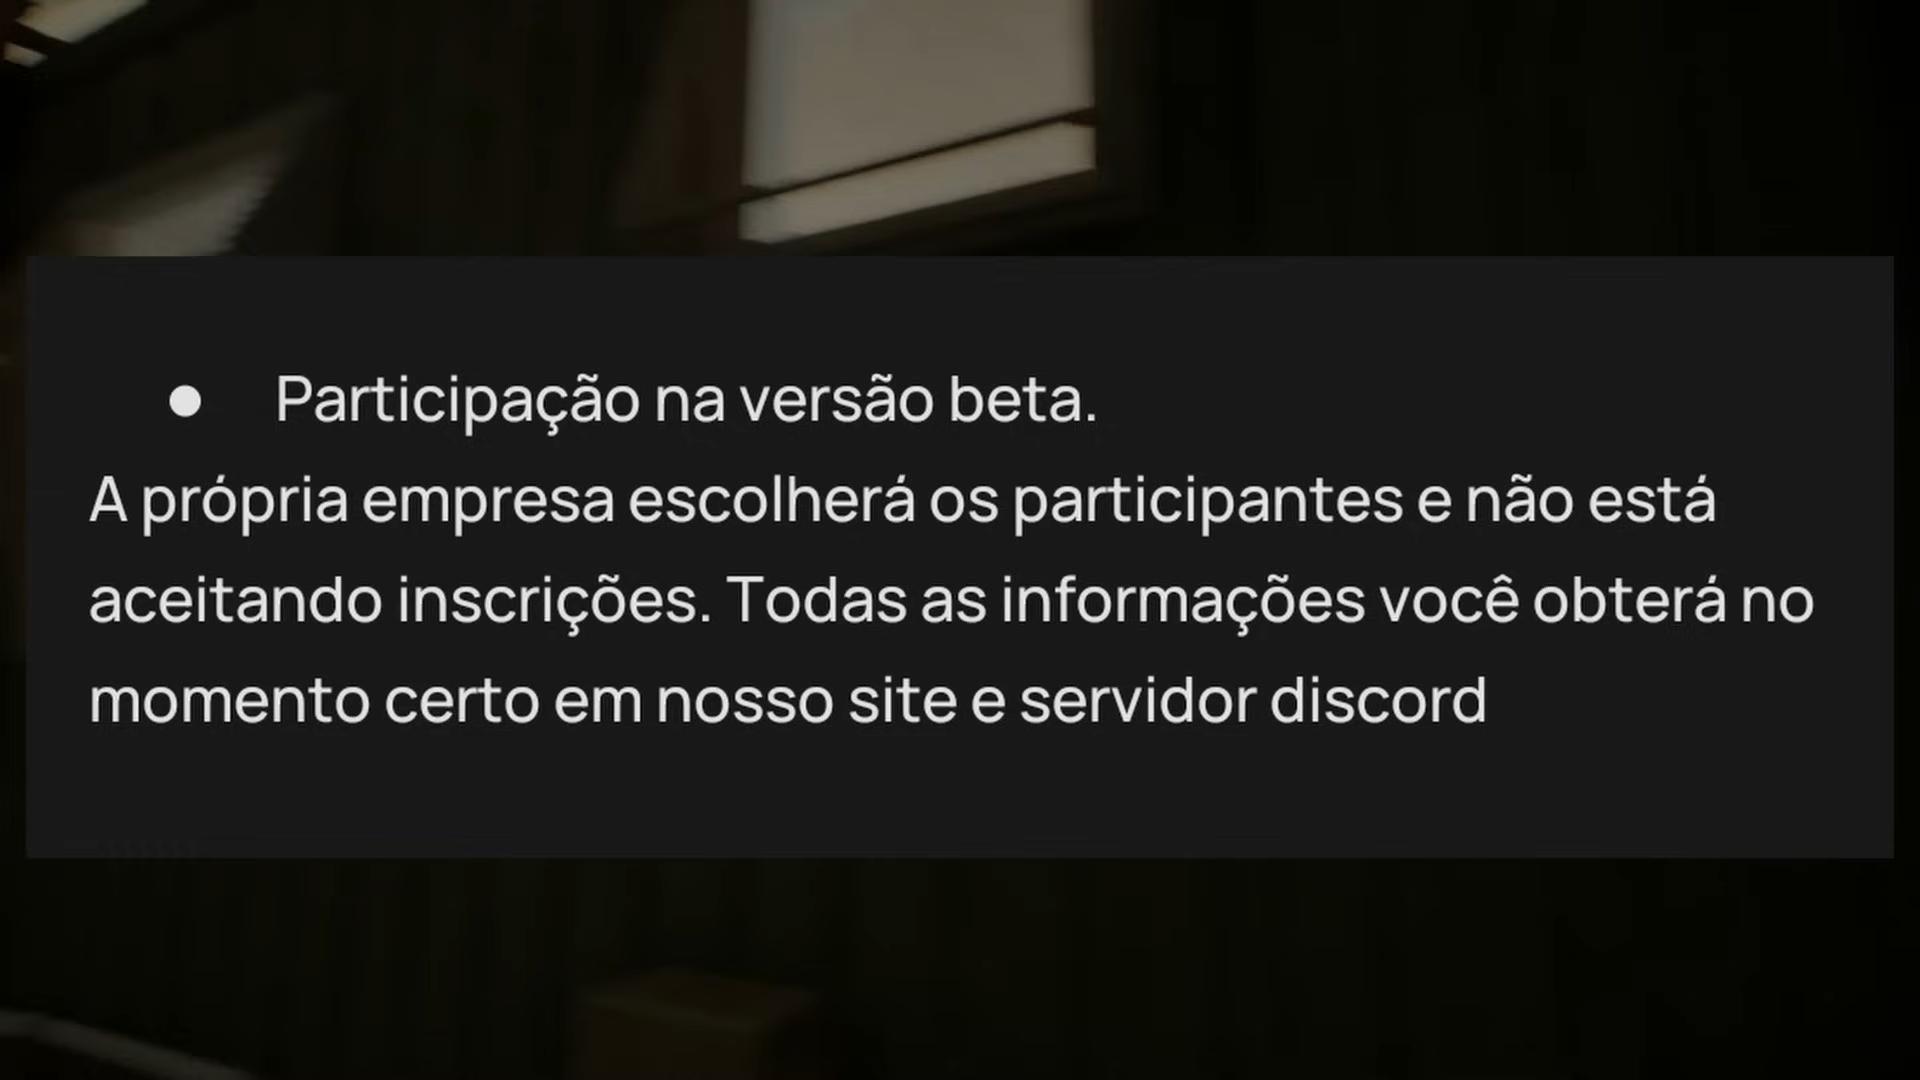 ● Participação na versão beta.
A própria empresa escolherá os participantes e não está
aceitando inscrições. Todas as informações você obterá no
momento certo em nosso site e servidor discord